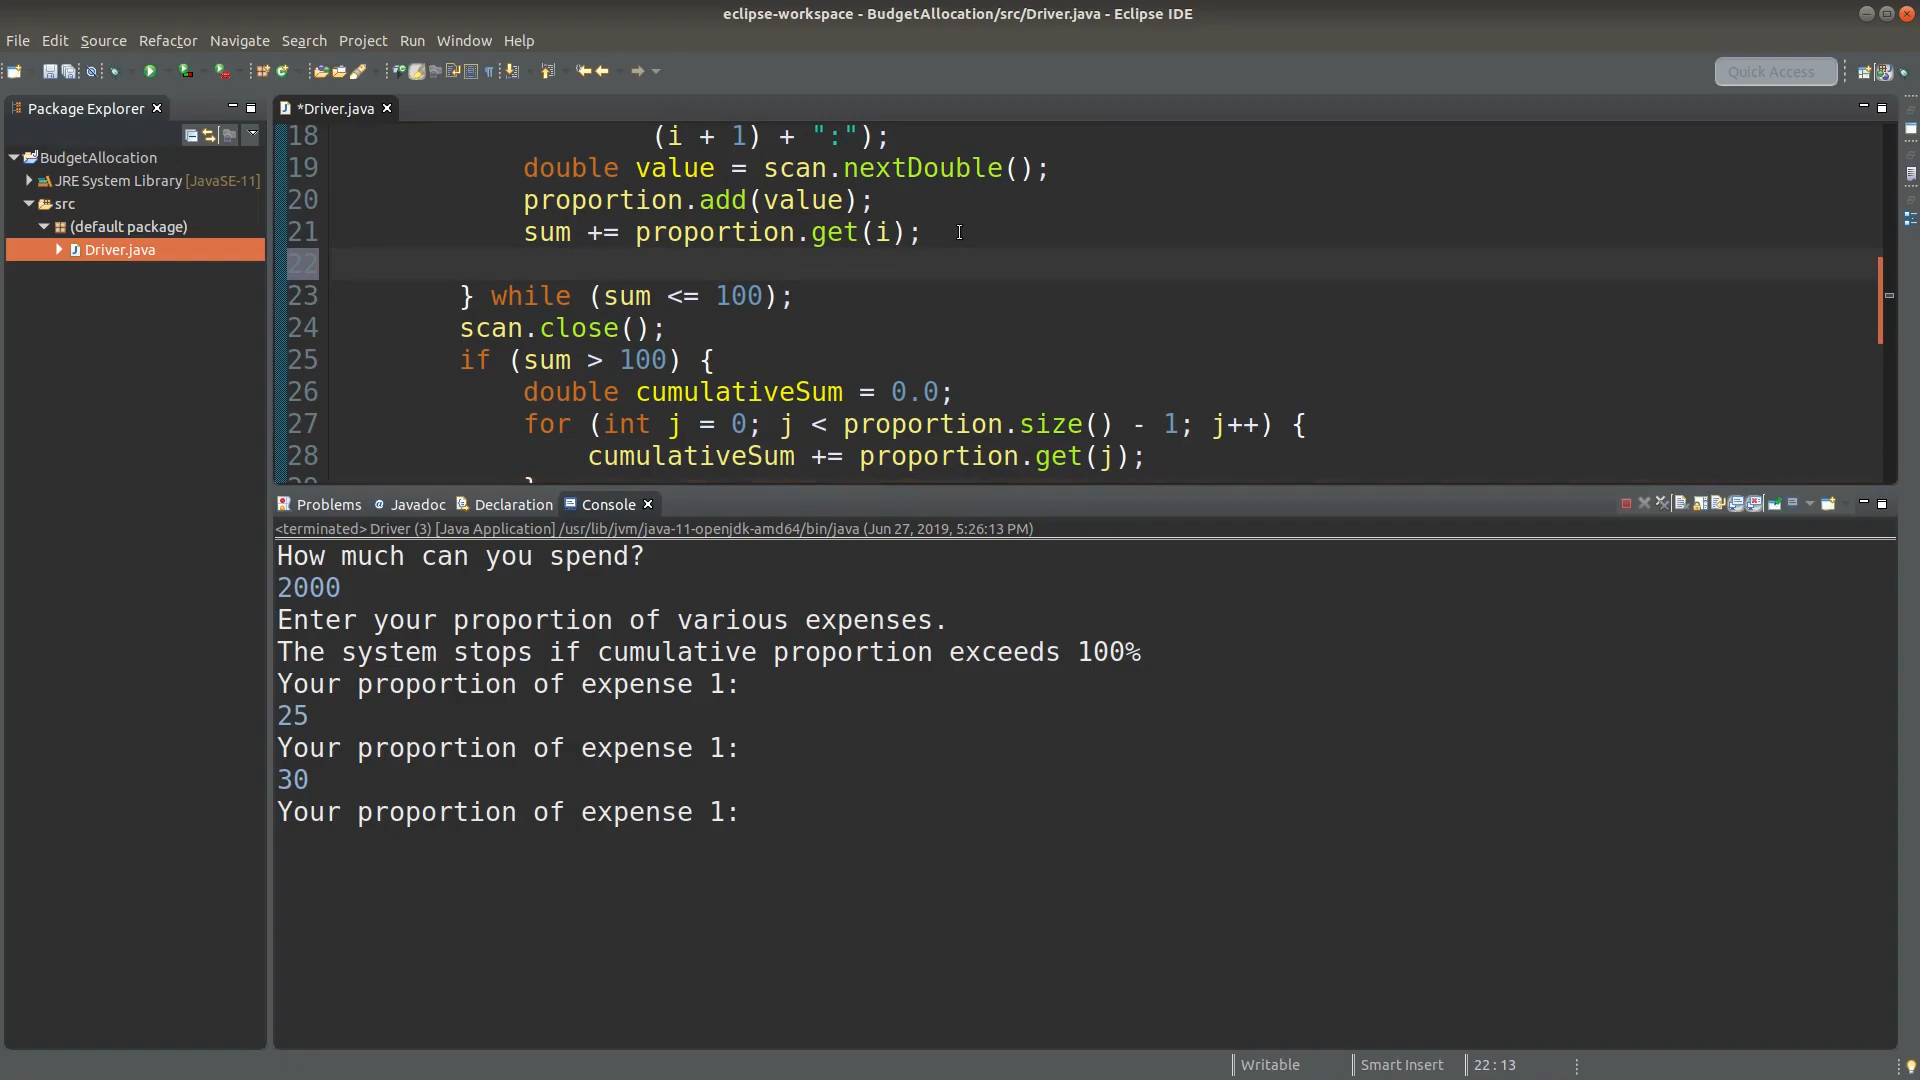 eclipse-workspace - BudgetAllocation/src/Driver.java - Eclipse IDE
File Edit Source Refactor Navigate Search Project Run Window Help
Quick Access
Package Explorer
*Driver.java
BudgetAllocation
JRE System Library [JavaSE-11]
src
(default package)
Driver.java
18 (i + 1) + ":");
19 double value = scan.nextDouble();
20 proportion.add(value);
21 sum += proportion.get(i);
22
23 } while (sum <= 100);
24 scan.close();
25 if (sum > 100) {
26 double cumulativeSum = 0.0;
27 for (int j = 0; j < proportion.size() - 1; j++) {
28 cumulativeSum += proportion.get(j);
Problems @ Javadoc Declaration Console
<terminated> Driver (3) [Java Application] /usr/lib/jvm/java-11-openjdk-amd64/bin/java (Jun 27, 2019, 5:26:13 PM)
How much can you spend?
2000
Enter your proportion of various expenses.
The system stops if cumulative proportion exceeds 100%
Your proportion of expense 1:
25
Your proportion of expense 1:
30
Your proportion of expense 1:
Writable Smart Insert 22 : 13